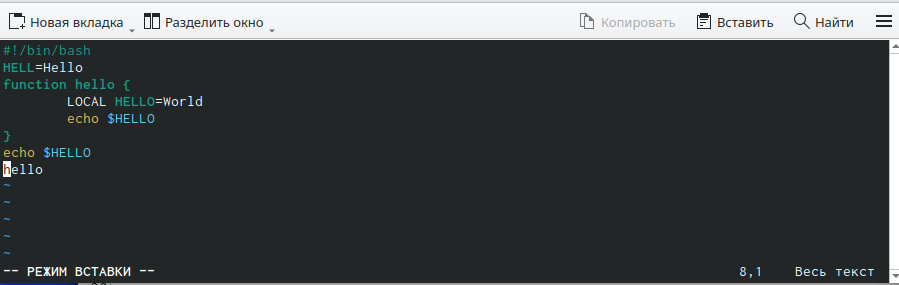 Новая вкладка Разделить окно Копировать Вставить Найти
#!/bin/bash
HELL=Hello
function hello {
LOCAL HELLO=World
echo $HELLO
}
echo $HELLO
hello
~
~
~
~
~
-- РЕЖИМ ВСТАВКИ -- 8,1 Весь текст